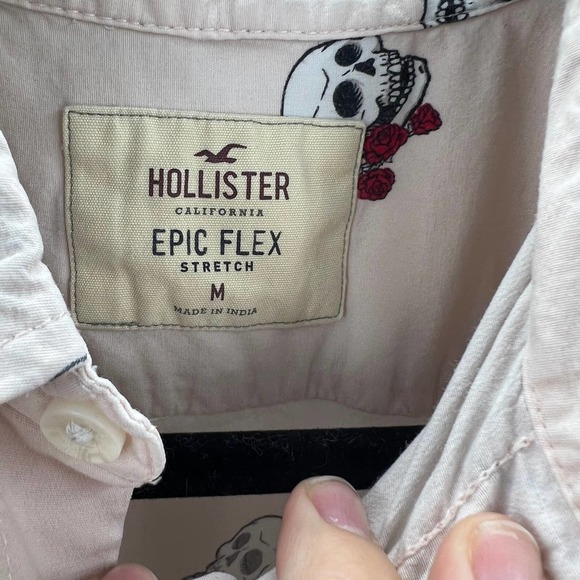 HOLLISTER
CALIFORNIA
EPIC FLEX
STRETCH
M
MADE IN INDIA